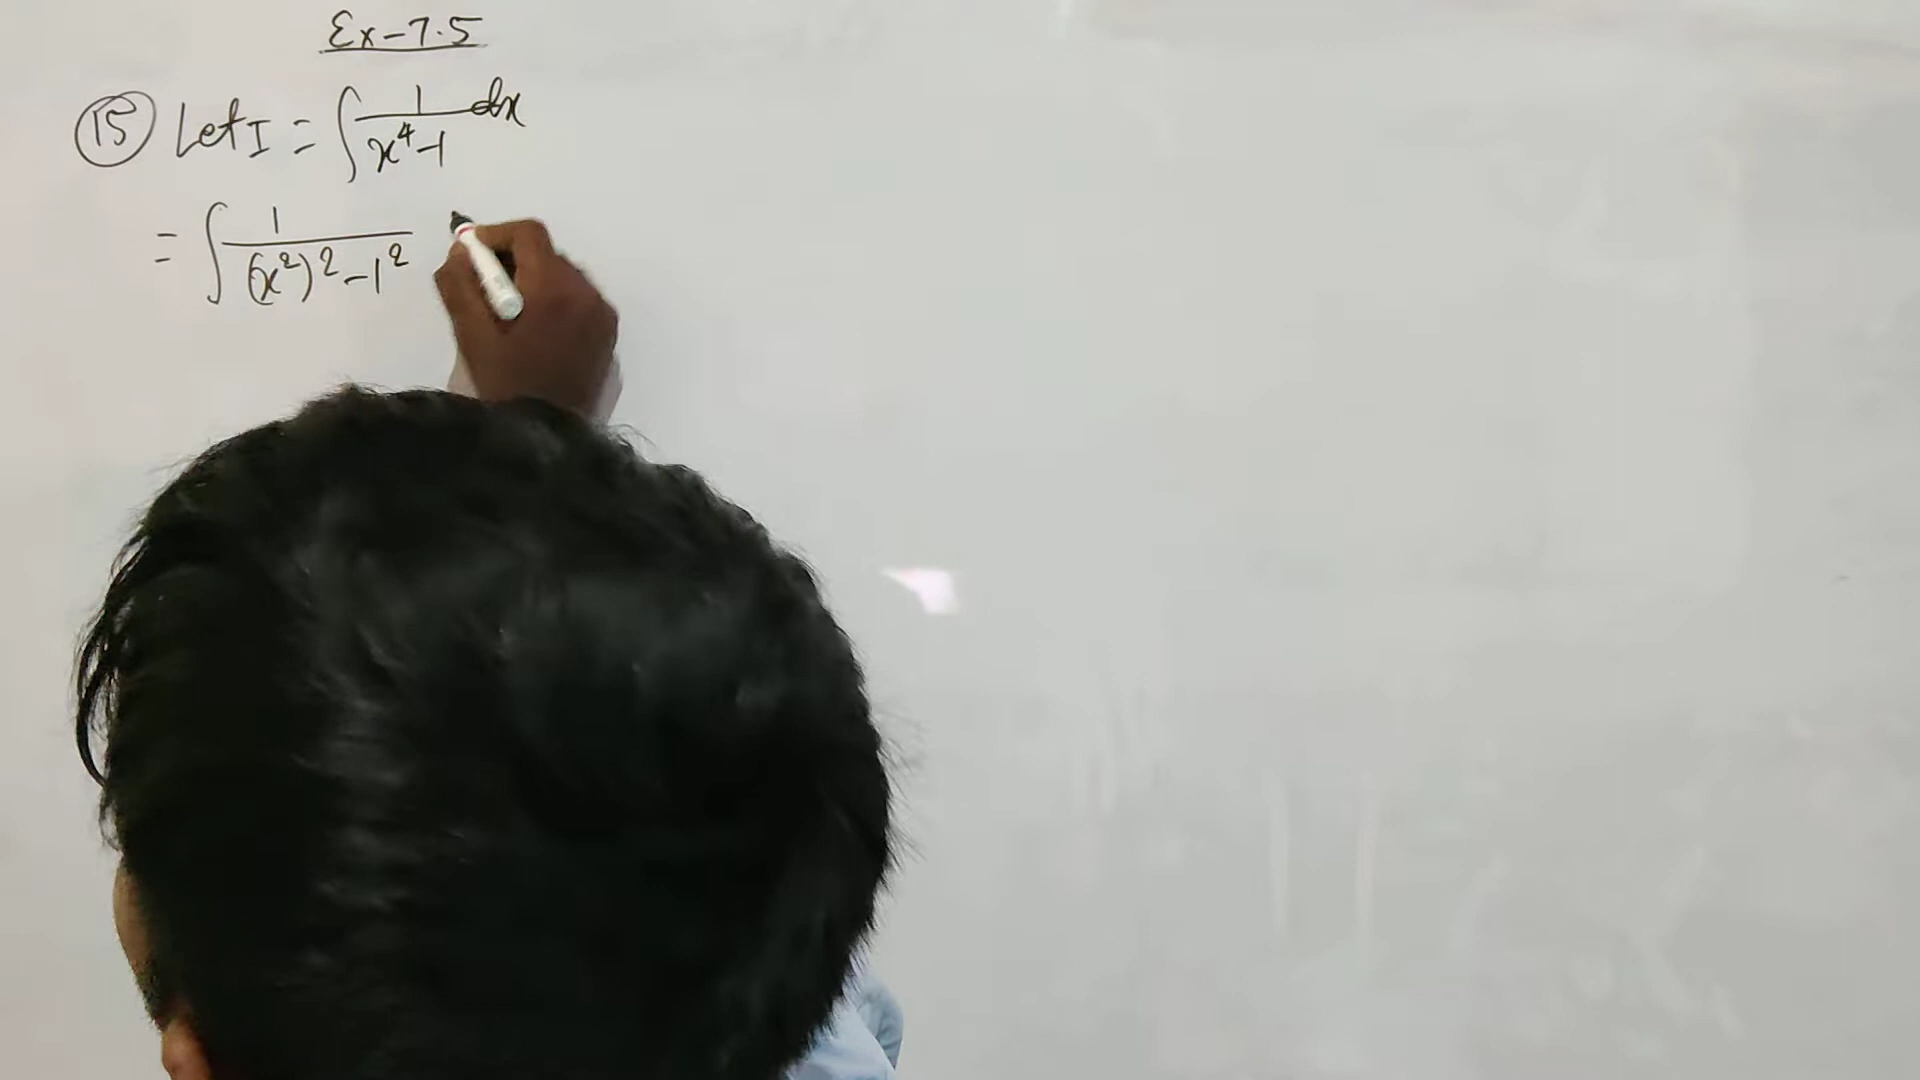 Ex-7.5
(15) Let I = ∫ 1/(x⁴-1) dx
= ∫ 1/((x²)²-1²)